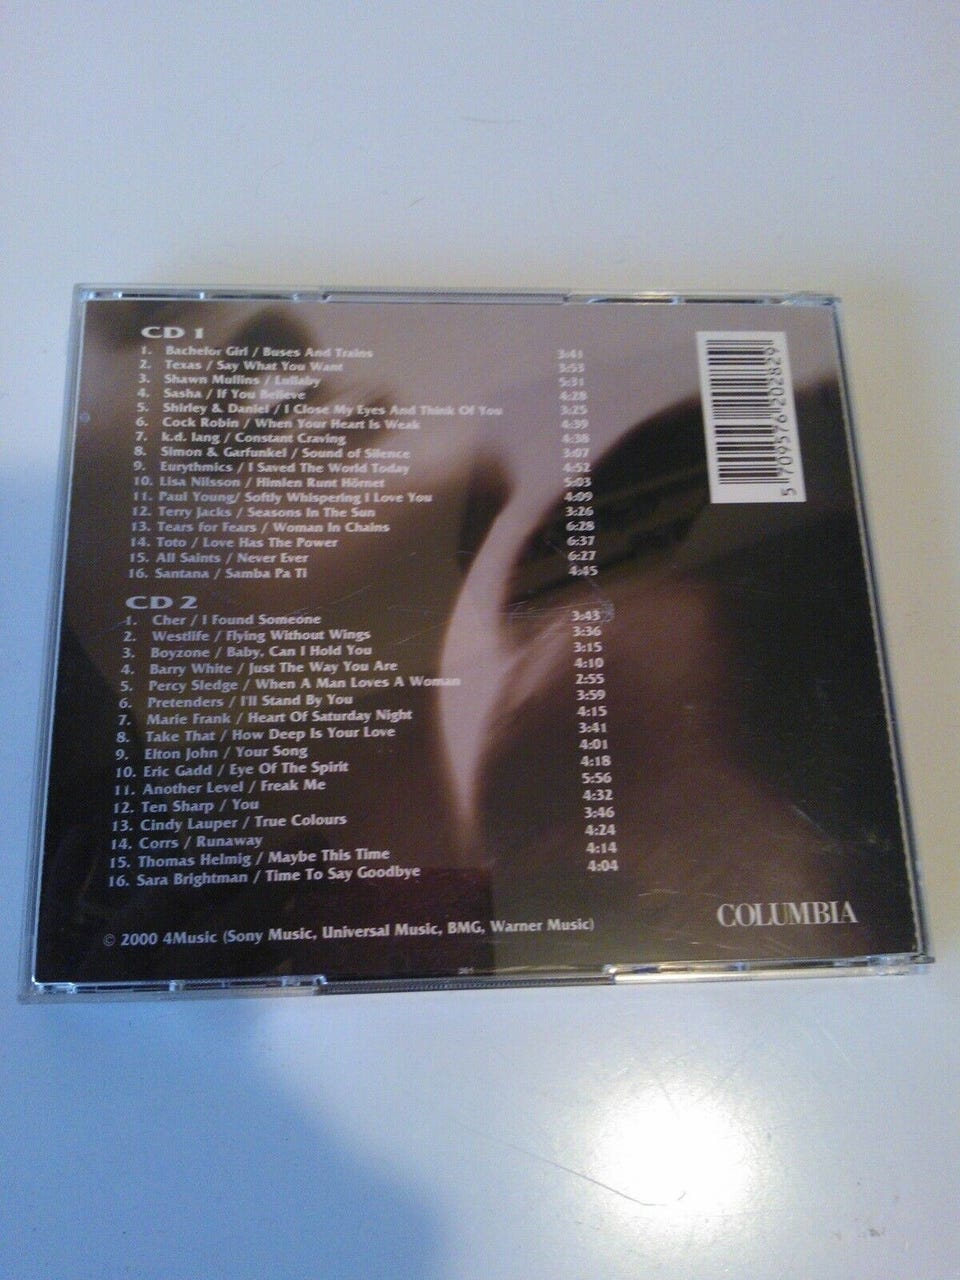 CD 1
1. Bachelor Girl / Buses And Trains 3:41
2. Texas / Say What You Want 3:53
3. Shawn Mullins / Lullaby 5:31
4. Sasha / If You Believe 4:28
5. Shirley & Daniel / I Close My Eyes And Think Of You 3:25
6. Cock Robin / When Your Heart Is Weak 4:39
7. k.d. lang / Constant Craving 4:38
8. Simon & Garfunkel / Sound of Silence 3:07
9. Eurythmics / I Saved The World Today 4:52
10. Lisa Nilsson / Himlen Runt Hörnet 5:03
11. Paul Young/ Softly Whispering I Love You 4:09
12. Terry Jacks / Seasons In The Sun 3:26
13. Tears for Fears / Woman In Chains 6:28
14. Toto / Love Has The Power 6:37
15. All Saints / Never Ever 6:27
16. Santana / Samba Pa Ti 4:45
CD 2
1. Cher / I Found Someone 3:43
2. Westlife / Flying Without Wings 3:36
3. Boyzone / Baby, Can I Hold You 3:15
4. Barry White / Just The Way You Are 4:10
5. Percy Sledge / When A Man Loves A Woman 2:55
6. Pretenders / I'll Stand By You 3:59
7. Marie Frank / Heart Of Saturday Night 4:15
8. Take That / How Deep Is Your Love 3:41
9. Elton John / Your Song 4:01
10. Eric Gadd / Eye Of The Spirit 4:18
11. Another Level / Freak Me 5:56
12. Ten Sharp / You 4:32
13. Cindy Lauper / True Colours 3:46
14. Corrs / Runaway 4:24
15. Thomas Helmig / Maybe This Time 4:14
16. Sara Brightman / Time To Say Goodbye 4:04
5 709576 202829
COLUMBIA
© 2000 4Music (Sony Music, Universal Music, BMG, Warner Music)